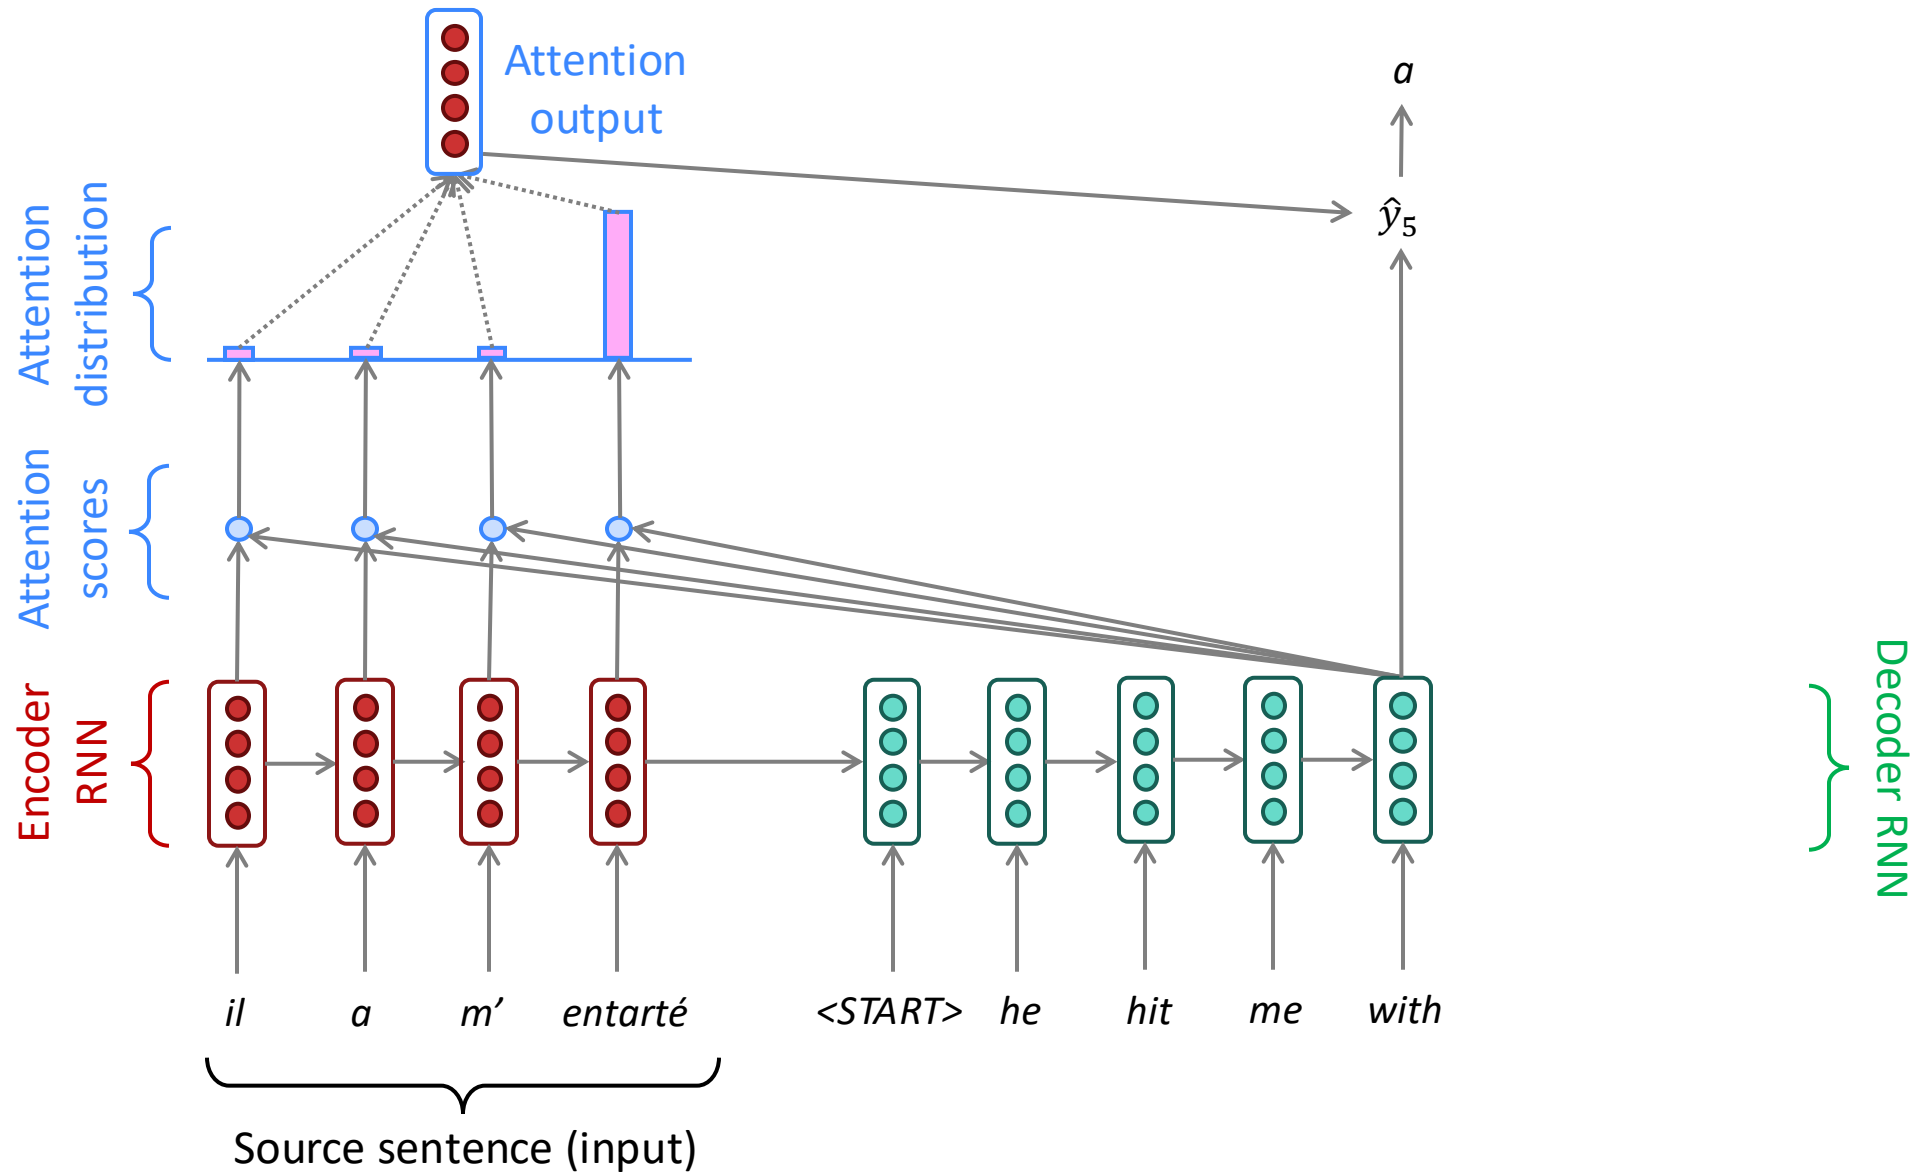 Attention
output
a
ŷ₅
Attention
distribution
Attention
scores
Encoder
RNN
Decoder RNN
il a m’ entarté <START> he hit me with
Source sentence (input)